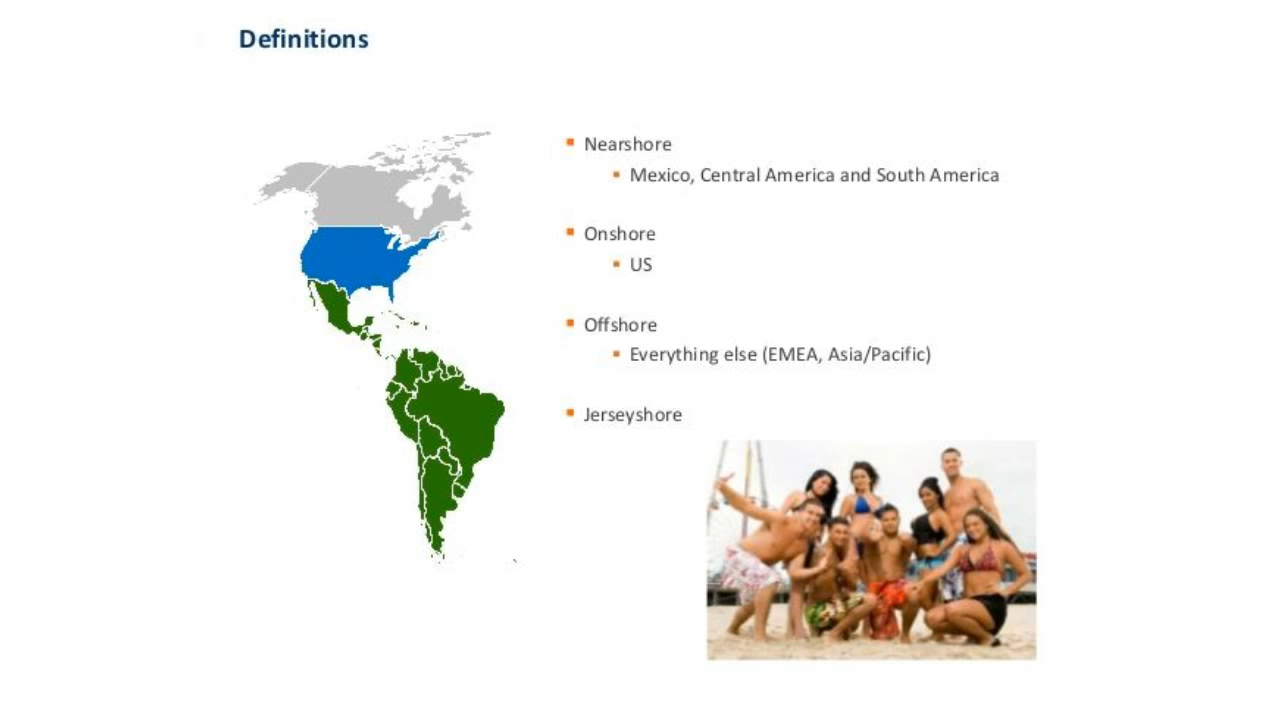 Definitions
Nearshore
Mexico, Central America and South America
Onshore
US
Offshore
Everything else (EMEA, Asia/Pacific)
Jerseyshore